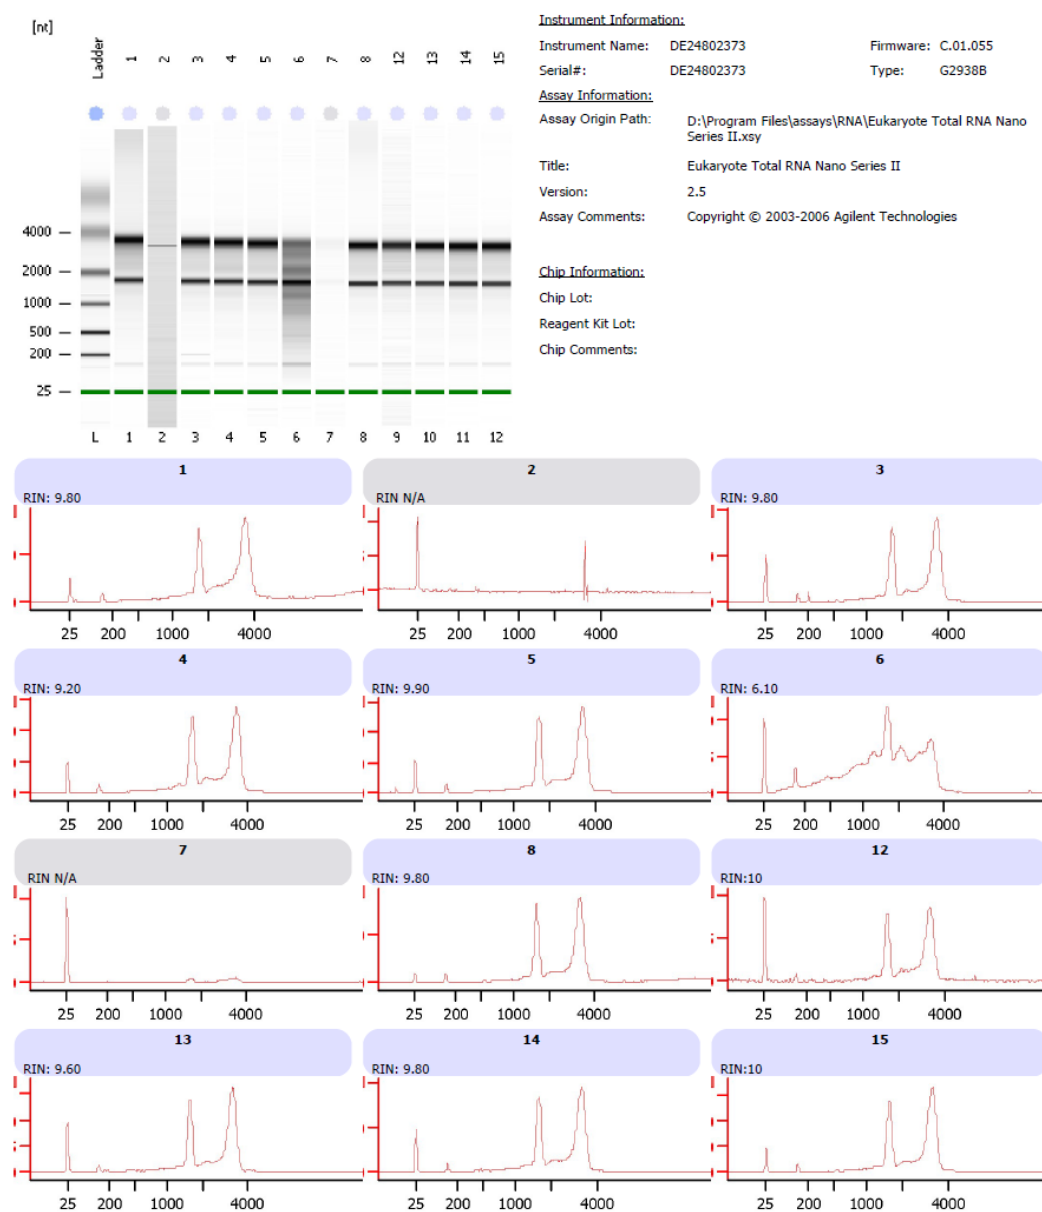 [nt]
Ladder 1 2 3 4 5 6 7 8 12 13 14 15
4000
2000
1000
500
200
25
L 1 2 3 4 5 6 7 8 9 10 11 12
Instrument Information:
Instrument Name: DE24802373 Firmware: C.01.055
Serial#: DE24802373 Type: G2938B
Assay Information:
Assay Origin Path: D:\Program Files\assays\RNA\Eukaryote Total RNA Nano
Series II.xsy
Title: Eukaryote Total RNA Nano Series II
Version: 2.5
Assay Comments: Copyright © 2003-2006 Agilent Technologies
Chip Information:
Chip Lot:
Reagent Kit Lot:
Chip Comments:
1 2 3
RIN: 9.80 RIN N/A RIN: 9.80
25 200 1000 4000 25 200 1000 4000 25 200 1000 4000
4 5 6
RIN: 9.20 RIN: 9.90 RIN: 6.10
25 200 1000 4000 25 200 1000 4000 25 200 1000 4000
7 8 12
RIN N/A RIN: 9.80 RIN:10
25 200 1000 4000 25 200 1000 4000 25 200 1000 4000
13 14 15
RIN: 9.60 RIN: 9.80 RIN:10
25 200 1000 4000 25 200 1000 4000 25 200 1000 4000